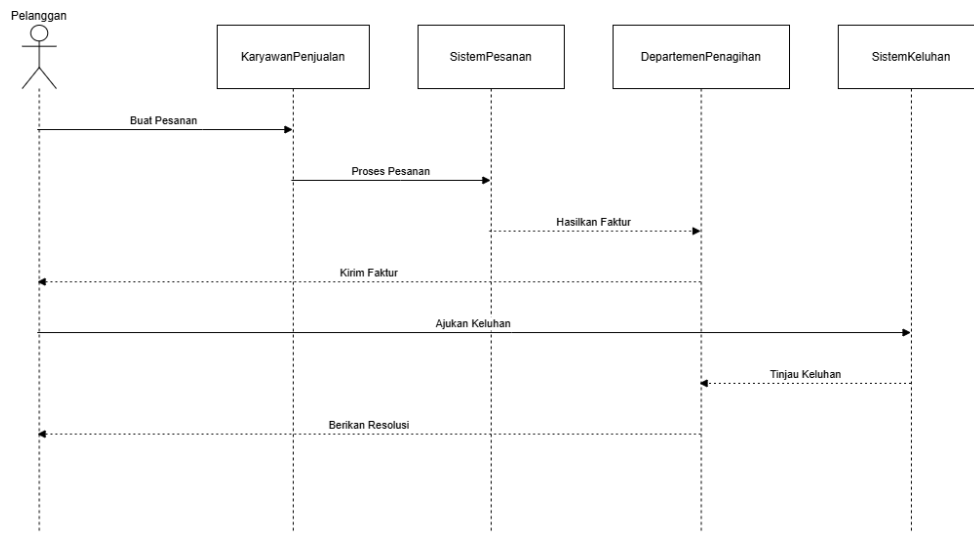 Pelanggan
KaryawanPenjualan
SistemPesanan
DepartemenPenagihan
SistemKeluhan
Buat Pesanan
Proses Pesanan
Hasilkan Faktur
Kirim Faktur
Ajukan Keluhan
Tinjau Keluhan
Berikan Resolusi